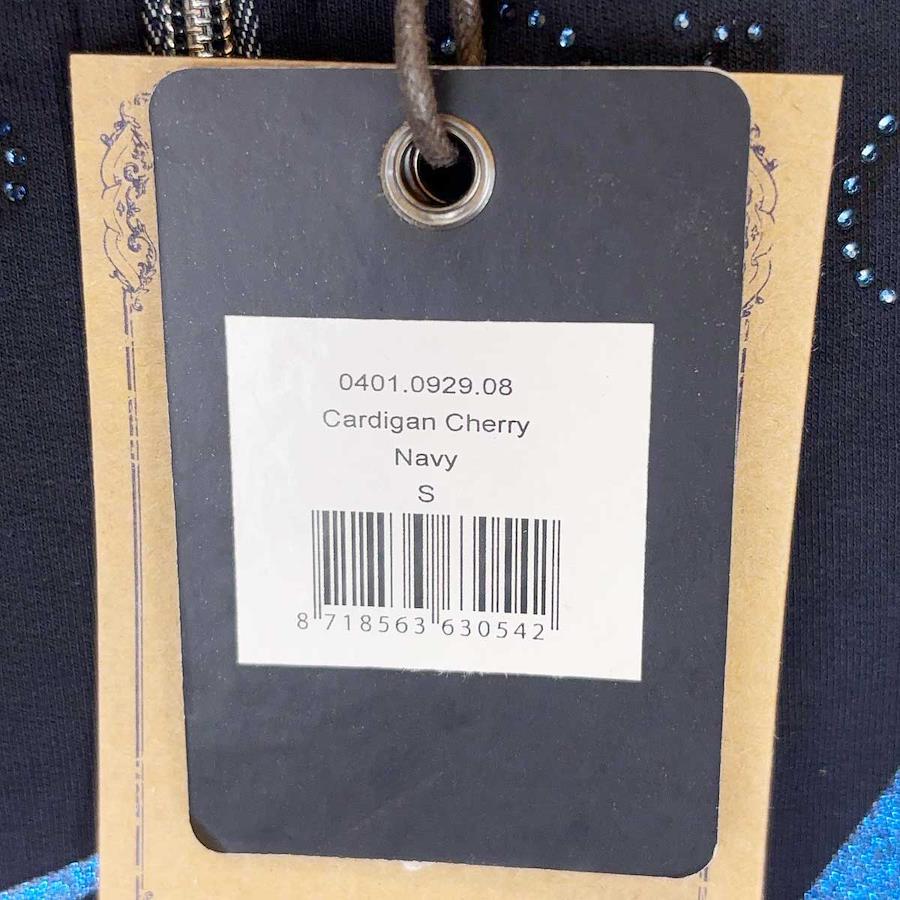 0401.0929.08
Cardigan Cherry
Navy
S
8 718563 630542